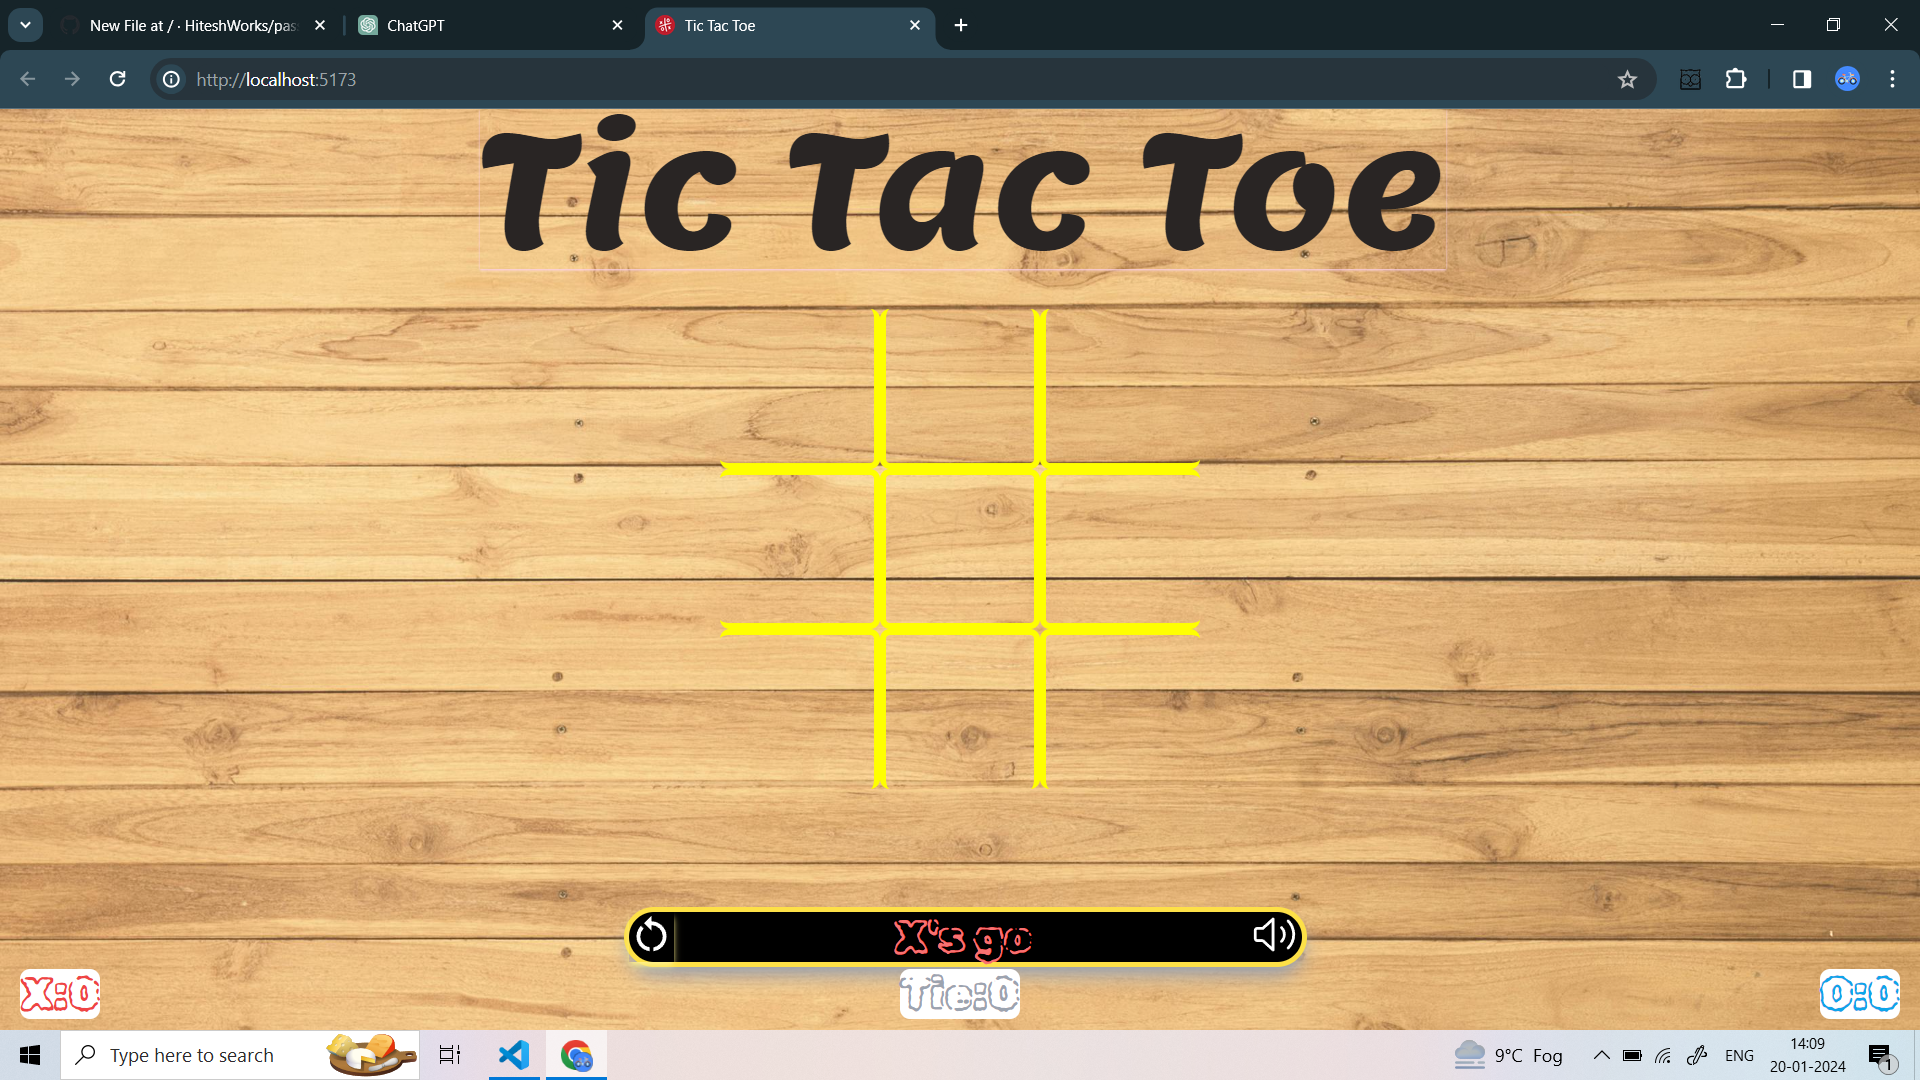 New File at / · HiteshWorks/pas
ChatGPT
Tic Tac Toe
http://localhost:5173
Tic Tac Toe
X's go
X:0
Tie:0
O:0
Type here to search
9°C Fog
ENG
14:09
20-01-2024
1